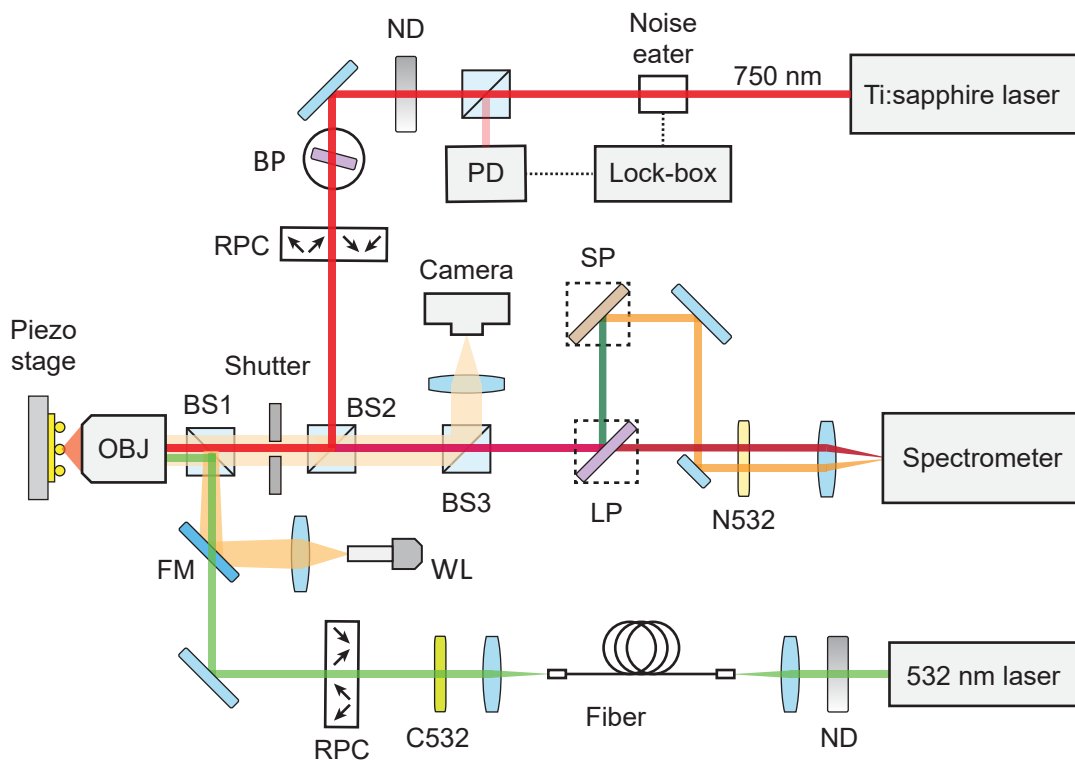 ND
Noise
eater
750 nm
Ti:sapphire laser
BP
PD
Lock-box
RPC
Camera
SP
Piezo
stage
Shutter
BS1
BS2
OBJ
BS3
LP
N532
Spectrometer
FM
WL
532 nm laser
Fiber
C532
ND
RPC